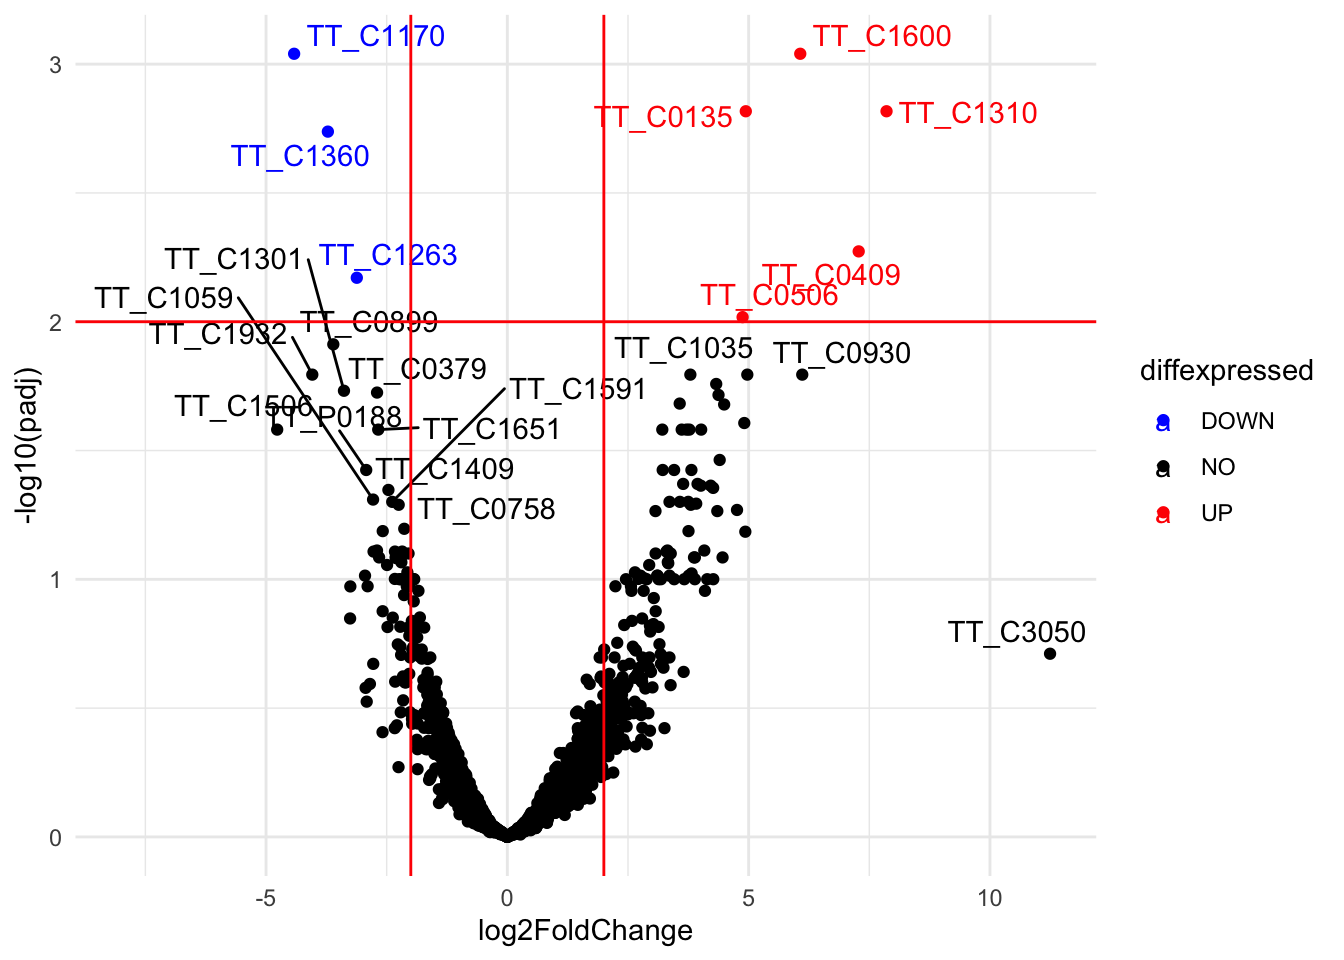 TT_C1170
TT_C1600
3
TT_C0135
TT_C1310
TT_C1360
TT_C1301
TT_C1263
TT_C0409
TT_C1059
TT_C0506
2
TT_C1932
TT_C0899
TT_C1035
TT_C0930
TT_C0379
TT_C1591
TT_C1506
TT_P0188
TT_C1651
TT_C1409
TT_C0758
1
TT_C3050
0
-5
0
5
10
log2FoldChange
-log10(padj)
diffexpressed
a DOWN
a NO
a UP